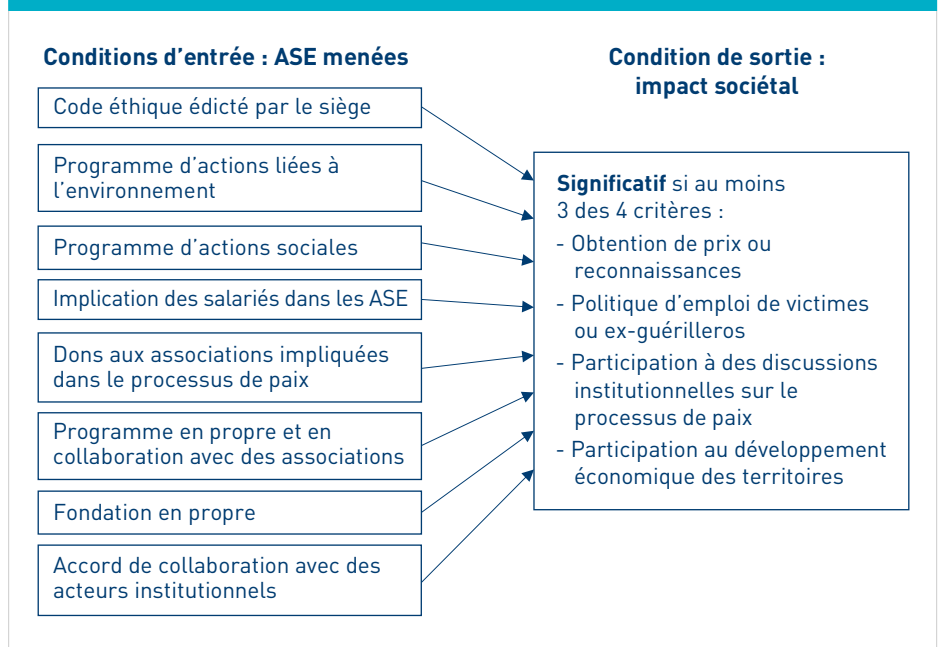 Conditions d'entrée : ASE menées
Code éthique édicté par le siège
Programme d'actions liées à
l'environnement
Programme d'actions sociales
Implication des salariés dans les ASE
Dons aux associations impliquées
dans le processus de paix
Programme en propre et en
collaboration avec des associations
Fondation en propre
Accord de collaboration avec des
acteurs institutionnels
Condition de sortie :
impact sociétal
Significatif si au moins
3 des 4 critères :
- Obtention de prix ou
reconnaissances
- Politique d'emploi de victimes
ou ex-guérilleros
- Participation à des discussions
institutionnelles sur le
processus de paix
- Participation au développement
économique des territoires